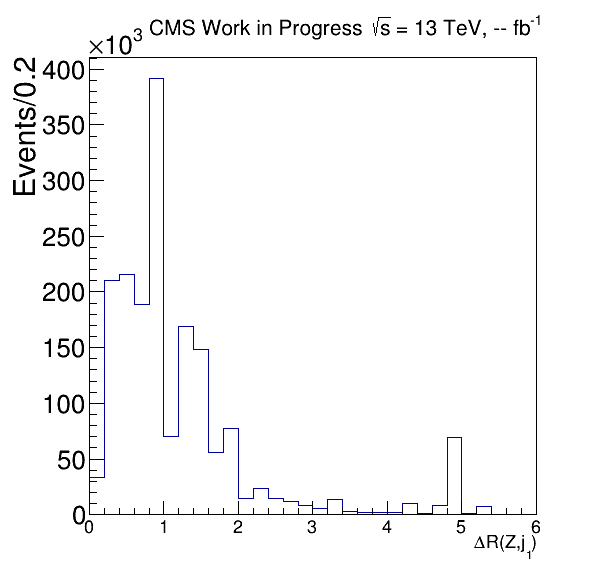 ×10³ CMS Work in Progress √s = 13 TeV, -- fb⁻¹
Events/0.2
400
350
300
250
200
150
100
50
0
0 1 2 3 4 5 6
ΔR(Z,j₁)